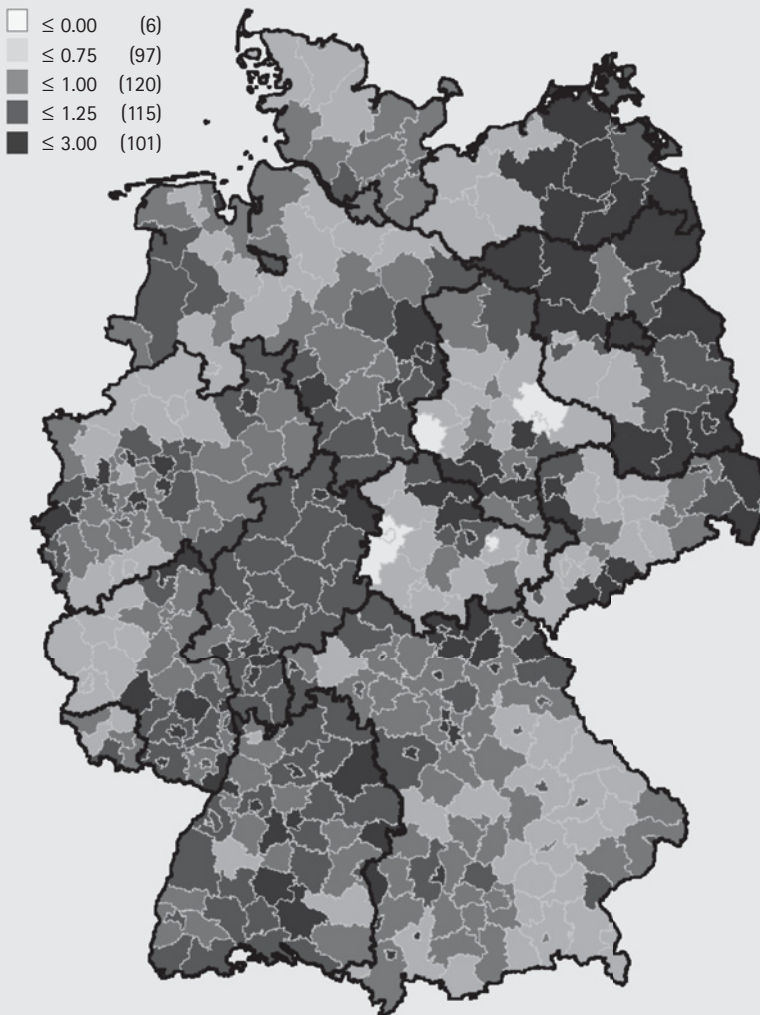 ≤ 0.00 (6)
≤ 0.75 (97)
≤ 1.00 (120)
≤ 1.25 (115)
≤ 3.00 (101)